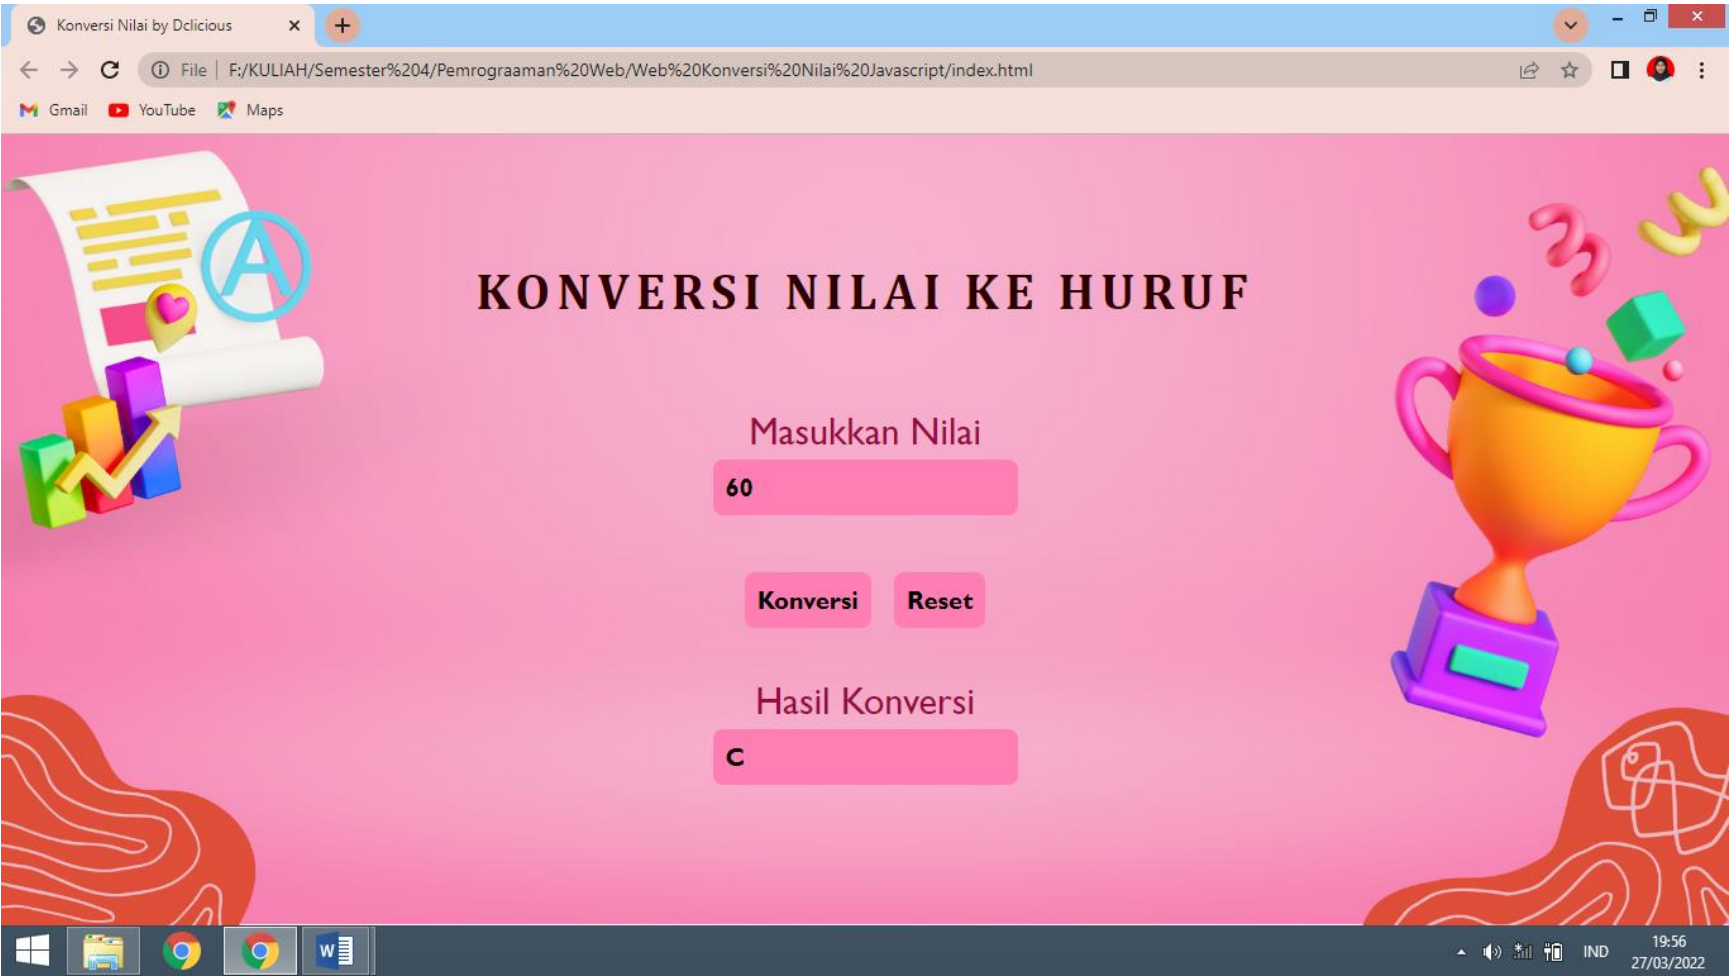 Konversi Nilai by Dclicious
File F:/KULIAH/Semester%204/Pemrograaman%20Web/Web%20Konversi%20Nilai%20Javascript/index.html
Gmail YouTube Maps
A
KONVERSI NILAI KE HURUF
Masukkan Nilai
60
Konversi Reset
Hasil Konversi
C
W IND 19:56
27/03/2022